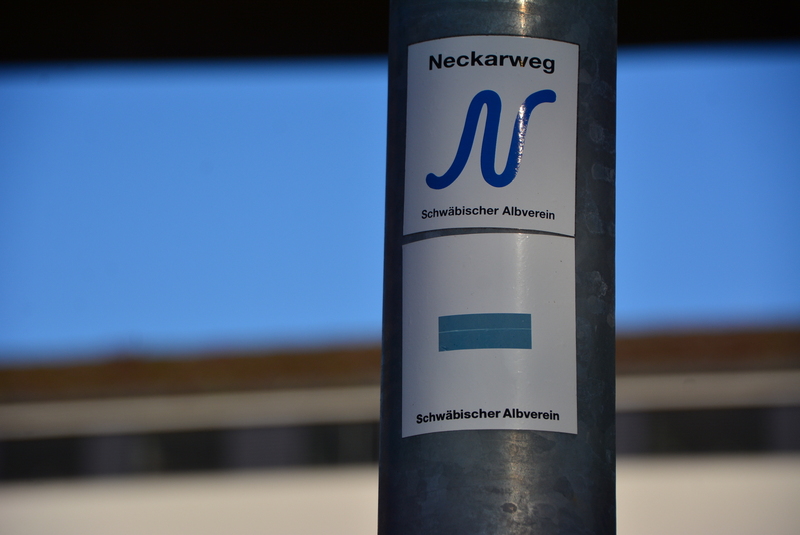 Neckarweg
N
Schwäbischer Albverein
Schwäbischer Albverein